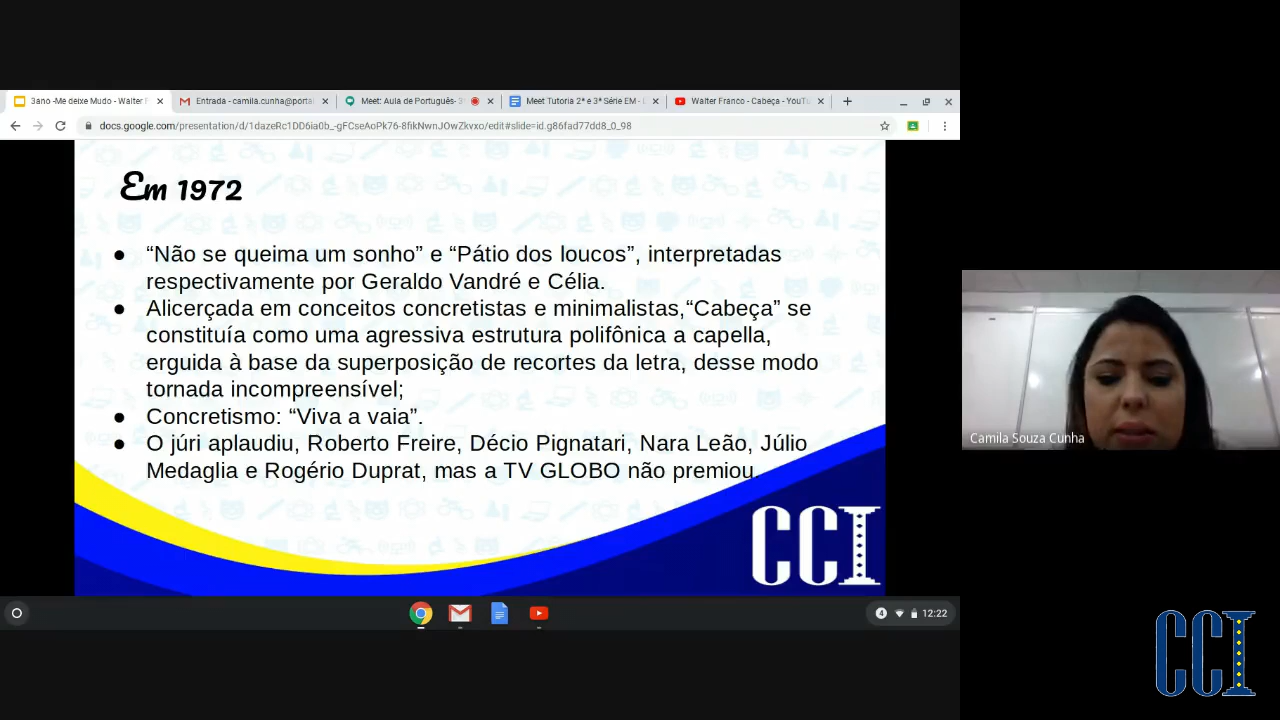 3ano -Me deixe Mudo - Walter
Entrada - camila.cunha@porta
Meet: Aula de Português- 3
Meet Tutoria 2ª e 3ª Série EM -
Walter Franco - Cabeça - YouTu
docs.google.com/presentation/d/1dazeRc1DD6ia0b_-gFCseAoPk76-8fikNwnJOwZkvxo/edit#slide=id.g86fad77dd8_0_98
Em 1972
● “Não se queima um sonho” e “Pátio dos loucos”, interpretadas
respectivamente por Geraldo Vandré e Célia.
● Alicerçada em conceitos concretistas e minimalistas,“Cabeça” se
constituía como uma agressiva estrutura polifônica a capella,
erguida à base da superposição de recortes da letra, desse modo
tornada incompreensível;
● Concretismo: “Viva a vaia”.
● O júri aplaudiu, Roberto Freire, Décio Pignatari, Nara Leão, Júlio
Medaglia e Rogério Duprat, mas a TV GLOBO não premiou.
CCI
Camila Souza Cunha
4 12:22
CCI